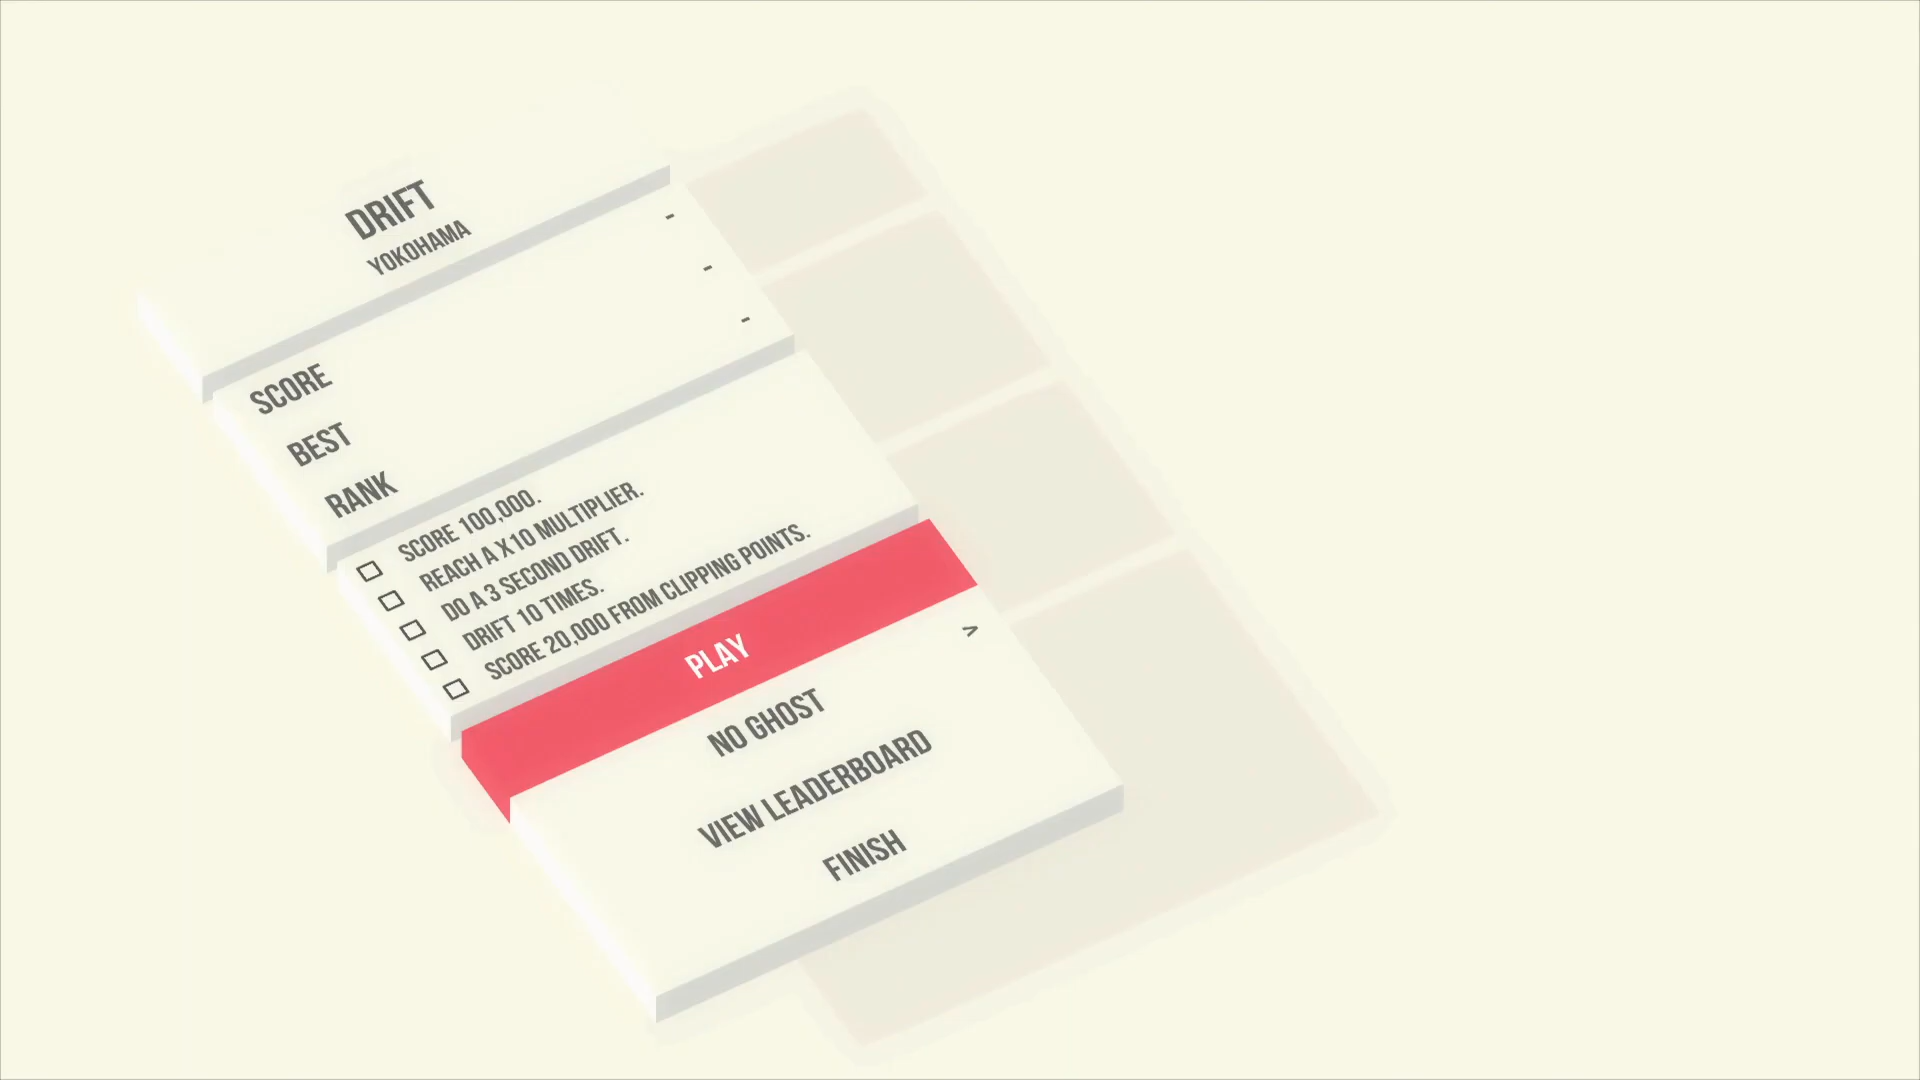 DRIFT
YOKOHAMA
SCORE -
BEST -
RANK -
SCORE 100,000.
REACH A X10 MULTIPLIER.
DO A 3 SECOND DRIFT.
DRIFT 10 TIMES.
SCORE 20,000 FROM CLIPPING POINTS.
PLAY
NO GHOST >
VIEW LEADERBOARD
FINISH